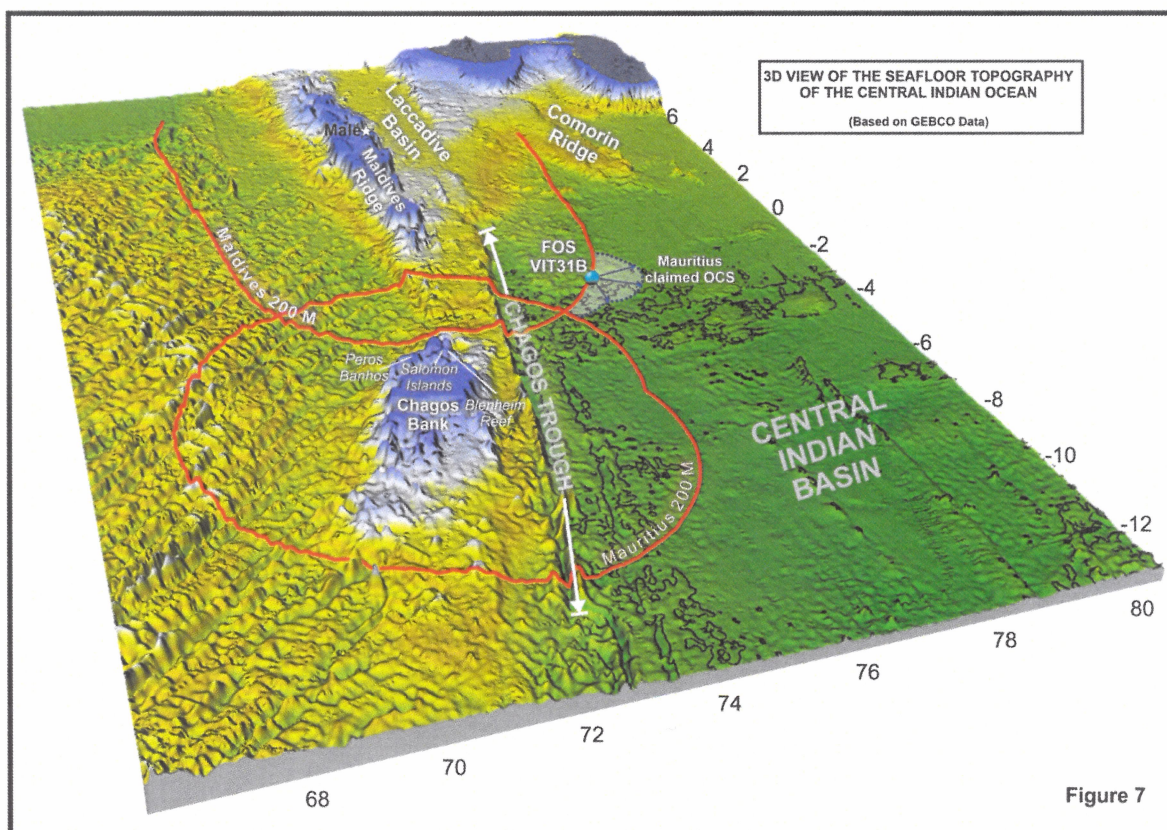 3D VIEW OF THE SEAFLOOR TOPOGRAPHY
OF THE CENTRAL INDIAN OCEAN
(Based on GEBCO Data)
Laccadive
Basin
Male
Maldives
Ridge
Comorin
Ridge
Maldives 200 M
FOS
VIT31B
Mauritius
claimed OCS
CHAGOS TROUGH
Peros
Banhos
Salomon
Islands
Blenheim
Reef
Chagos
Bank
Mauritius 200 M
CENTRAL
INDIAN
BASIN
6
4
2
0
-2
-4
-6
-8
-10
-12
68
70
72
74
76
78
80
Figure 7